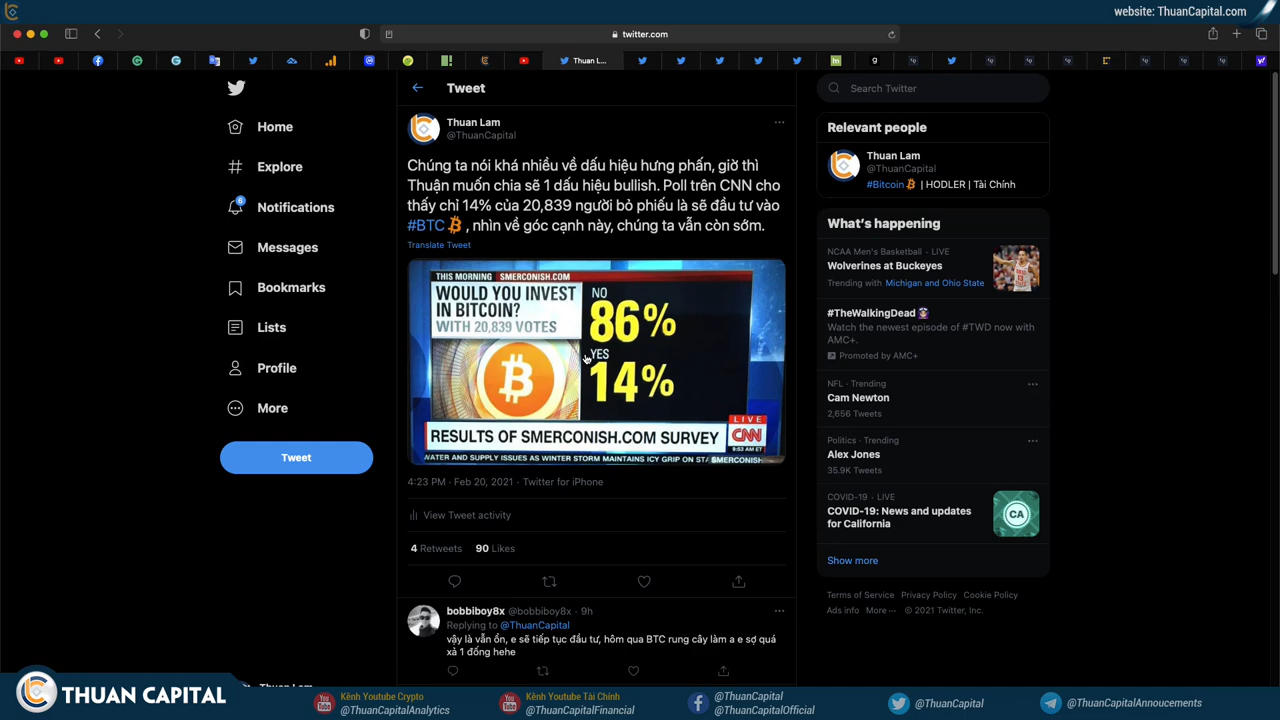 website: ThuanCapital.com
twitter.com
Thuan L...
Tweet
Search Twitter
Home
Explore
6
Notifications
Messages
Bookmarks
Lists
Profile
More
Tweet
Thuan Lam
@ThuanCapital
Chúng ta nói khá nhiều về dấu hiệu hưng phấn, giờ thì
Thuận muốn chia sẽ 1 dấu hiệu bullish. Poll trên CNN cho
thấy chỉ 14% của 20,839 người bỏ phiếu là sẽ đầu tư vào
#BTC , nhìn về góc cạnh này, chúng ta vẫn còn sớm.
Translate Tweet
THIS MORNING SMERCONISH.COM
WOULD YOU INVEST
IN BITCOIN?
WITH 20,839 VOTES
NO
86%
YES
14%
LIVE
CNN
9:53 AM ET
RESULTS OF SMERCONISH.COM SURVEY
WATER AND SUPPLY ISSUES AS WINTER STORM MAINTAINS ICY GRIP ON STA
SMERCONISH
4:23 PM · Feb 20, 2021 · Twitter for iPhone
View Tweet activity
4 Retweets 90 Likes
bobbiboy8x @bobbiboy8x · 9h
Replying to @ThuanCapital
vậy là vẫn ổn, e sẽ tiếp tục đầu tư, hôm qua BTC rung cây làm a e sợ quá
xả 1 đống hehe
Relevant people
Thuan Lam
@ThuanCapital
#Bitcoin | HODLER | Tài Chính
What's happening
NCAA Men's Basketball · LIVE
Wolverines at Buckeyes
Trending with Michigan and Ohio State
#TheWalkingDead
Watch the newest episode of #TWD now with
AMC+.
Promoted by AMC+
NFL · Trending
Cam Newton
2,656 Tweets
Politics · Trending
Alex Jones
35.9K Tweets
COVID-19 · LIVE
COVID-19: News and updates
for California
CA
Show more
Terms of Service Privacy Policy Cookie Policy
Ads info More ··· © 2021 Twitter, Inc.
THUAN CAPITAL
Kênh Youtube Crypto
@ThuanCapitalAnalytics
Kênh Youtube Tài Chính
@ThuanCapitalFinancial
@ThuanCapital
@ThuanCapitalOfficial
@ThuanCapital
@ThuanCapitalAnnoucements